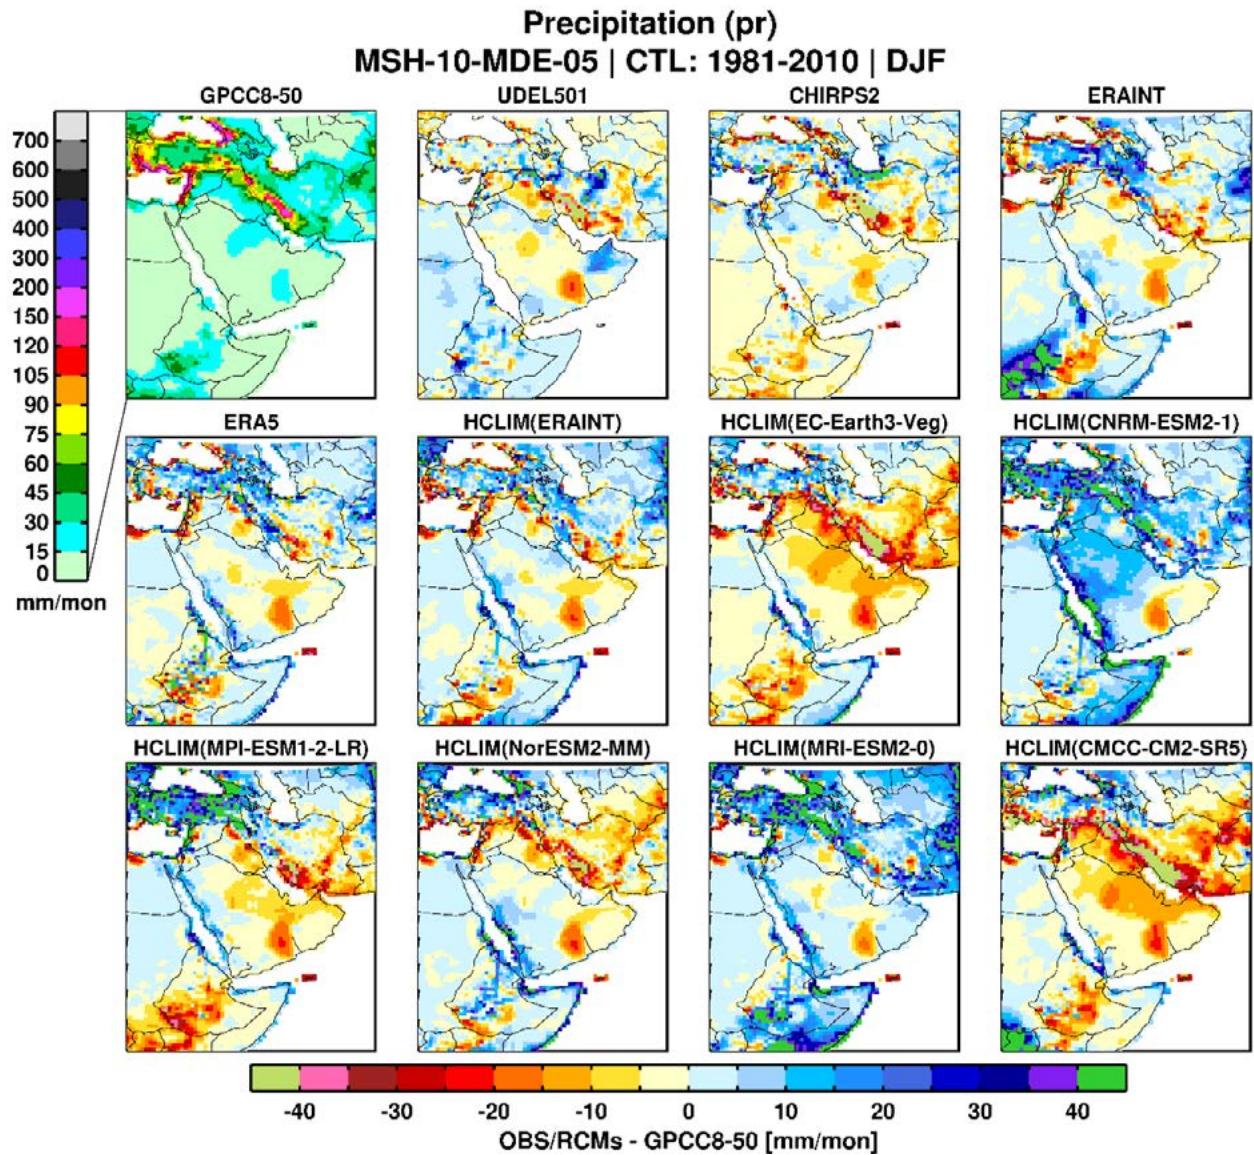 Precipitation (pr)
MSH-10-MDE-05 | CTL: 1981-2010 | DJF
GPCC8-50
UDEL501
CHIRPS2
ERAINT
700
600
500
400
300
200
150
120
105
90
75
60
45
30
15
0
mm/mon
ERA5
HCLIM(ERAINT)
HCLIM(EC-Earth3-Veg)
HCLIM(CNRM-ESM2-1)
HCLIM(MPI-ESM1-2-LR)
HCLIM(NorESM2-MM)
HCLIM(MRI-ESM2-0)
HCLIM(CMCC-CM2-SR5)
-40 -30 -20 -10 0 10 20 30 40
OBS/RCMs - GPCC8-50 [mm/mon]